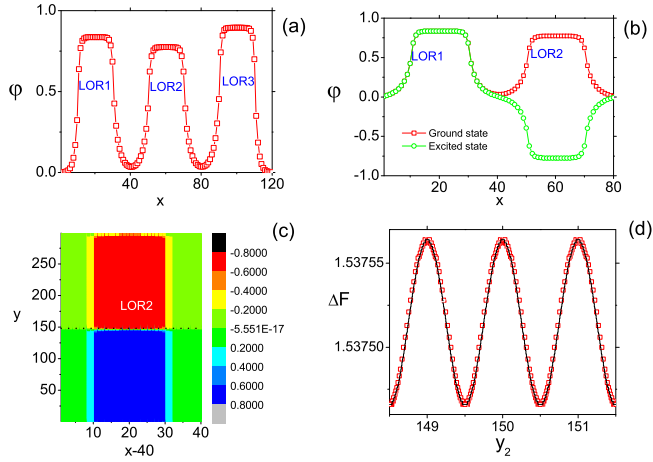 (a)
1.0
0.5
0.0
φ
LOR1
LOR2
LOR3
0
40
80
120
x
(b)
1.0
0.5
0.0
-0.5
-1.0
φ
LOR1
LOR2
Ground state
Excited state
0
20
40
60
80
x
(c)
250
200
150
100
50
y
LOR2
10
20
30
40
x-40
-0.8000
-0.6000
-0.4000
-0.2000
-5.551E-17
0.2000
0.4000
0.6000
0.8000
(d)
1.537755
ΔF
1.537750
149
150
151
y₂